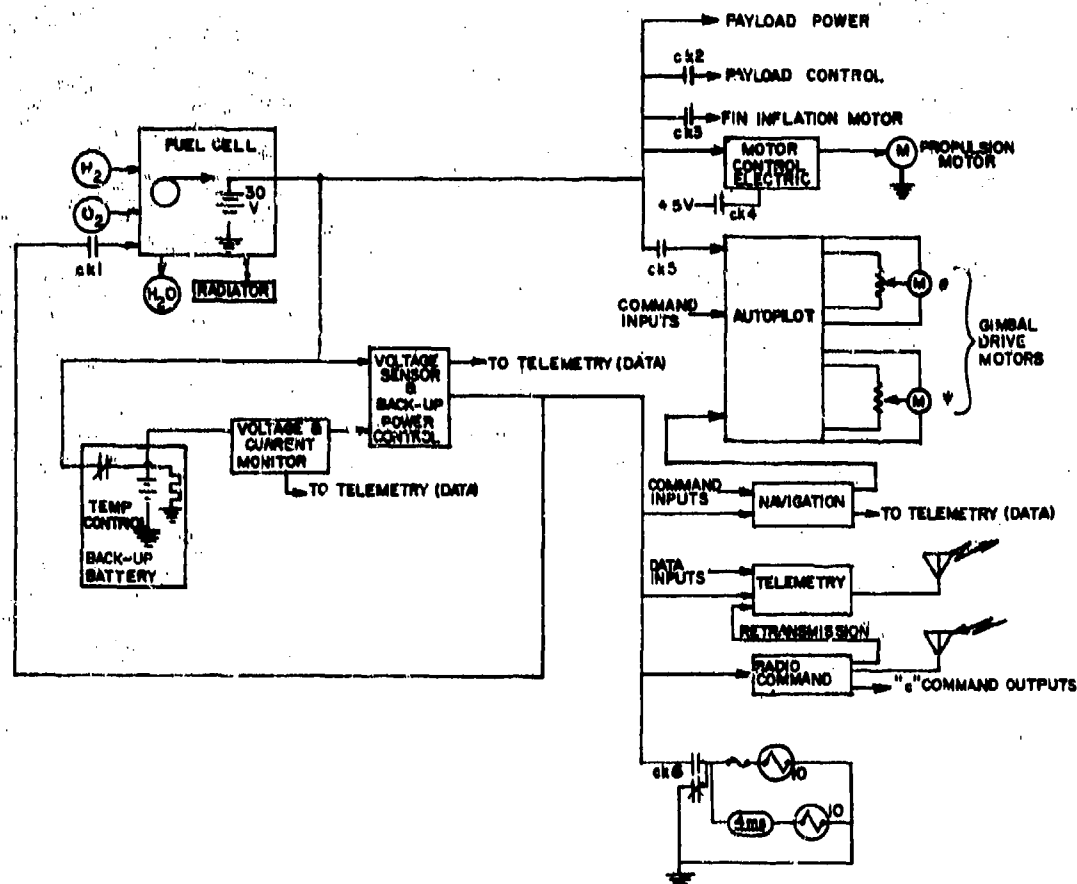 PAYLOAD POWER
ck2
PAYLOAD CONTROL
FIN INFLATION MOTOR
ck3
FUEL CELL
H2
30
V
O2
ck1
H2O
RADIATOR
MOTOR
CONTROL
ELECTRIC
M
PROPULSION
MOTOR
+5V
ck4
ck5
COMMAND
INPUTS
AUTOPILOT
M
ø
M
ψ
GIMBAL
DRIVE
MOTORS
VOLTAGE
SENSOR
&
BACK-UP
POWER
CONTROL
TO TELEMETRY (DATA)
VOLTAGE &
CURRENT
MONITOR
TO TELEMETRY (DATA)
TEMP
CONTROL
BACK-UP
BATTERY
COMMAND
INPUTS
NAVIGATION
TO TELEMETRY (DATA)
DATA
INPUTS
TELEMETRY
RETRANSMISSION
RADIO
COMMAND
"c" COMMAND OUTPUTS
ck6
10
4ms
10